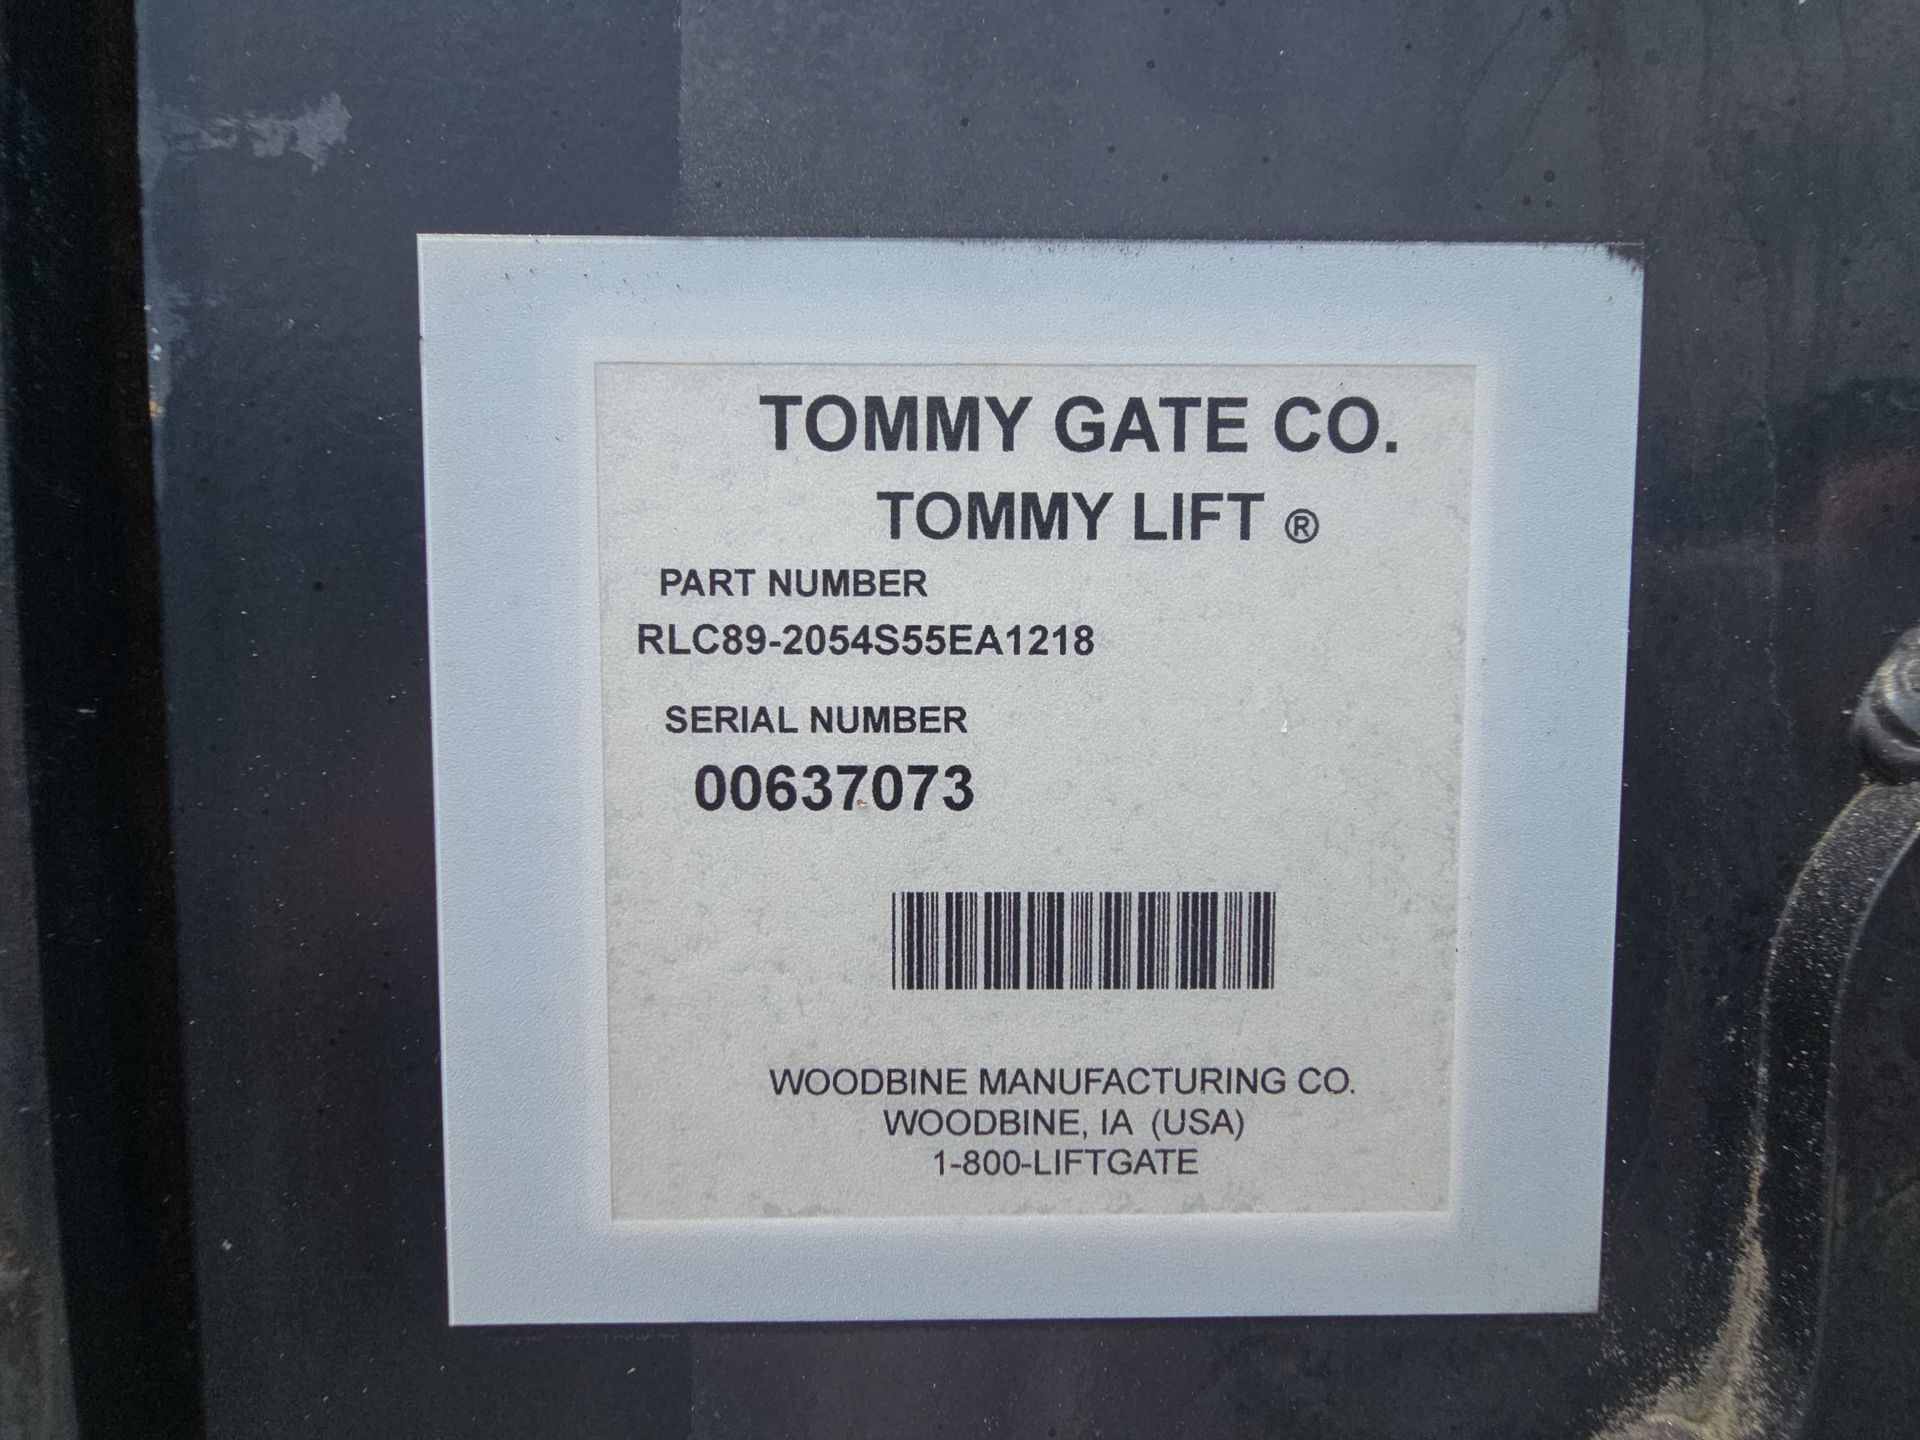 TOMMY GATE CO.
TOMMY LIFT ®
PART NUMBER
RLC89-2054S55EA1218
SERIAL NUMBER
00637073
WOODBINE MANUFACTURING CO.
WOODBINE, IA (USA)
1-800-LIFTGATE